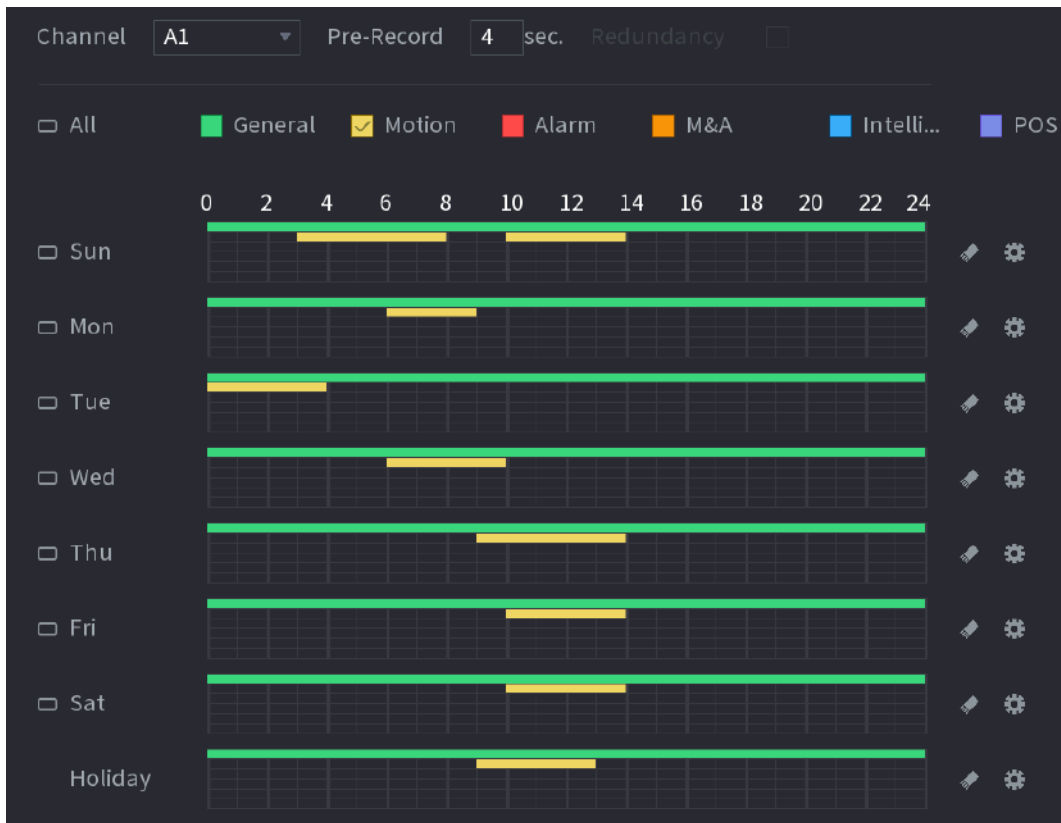 Channel A1 Pre-Record 4 sec. Redundancy
All General Motion Alarm M&A Intelli... POS
0 2 4 6 8 10 12 14 16 18 20 22 24
Sun
Mon
Tue
Wed
Thu
Fri
Sat
Holiday